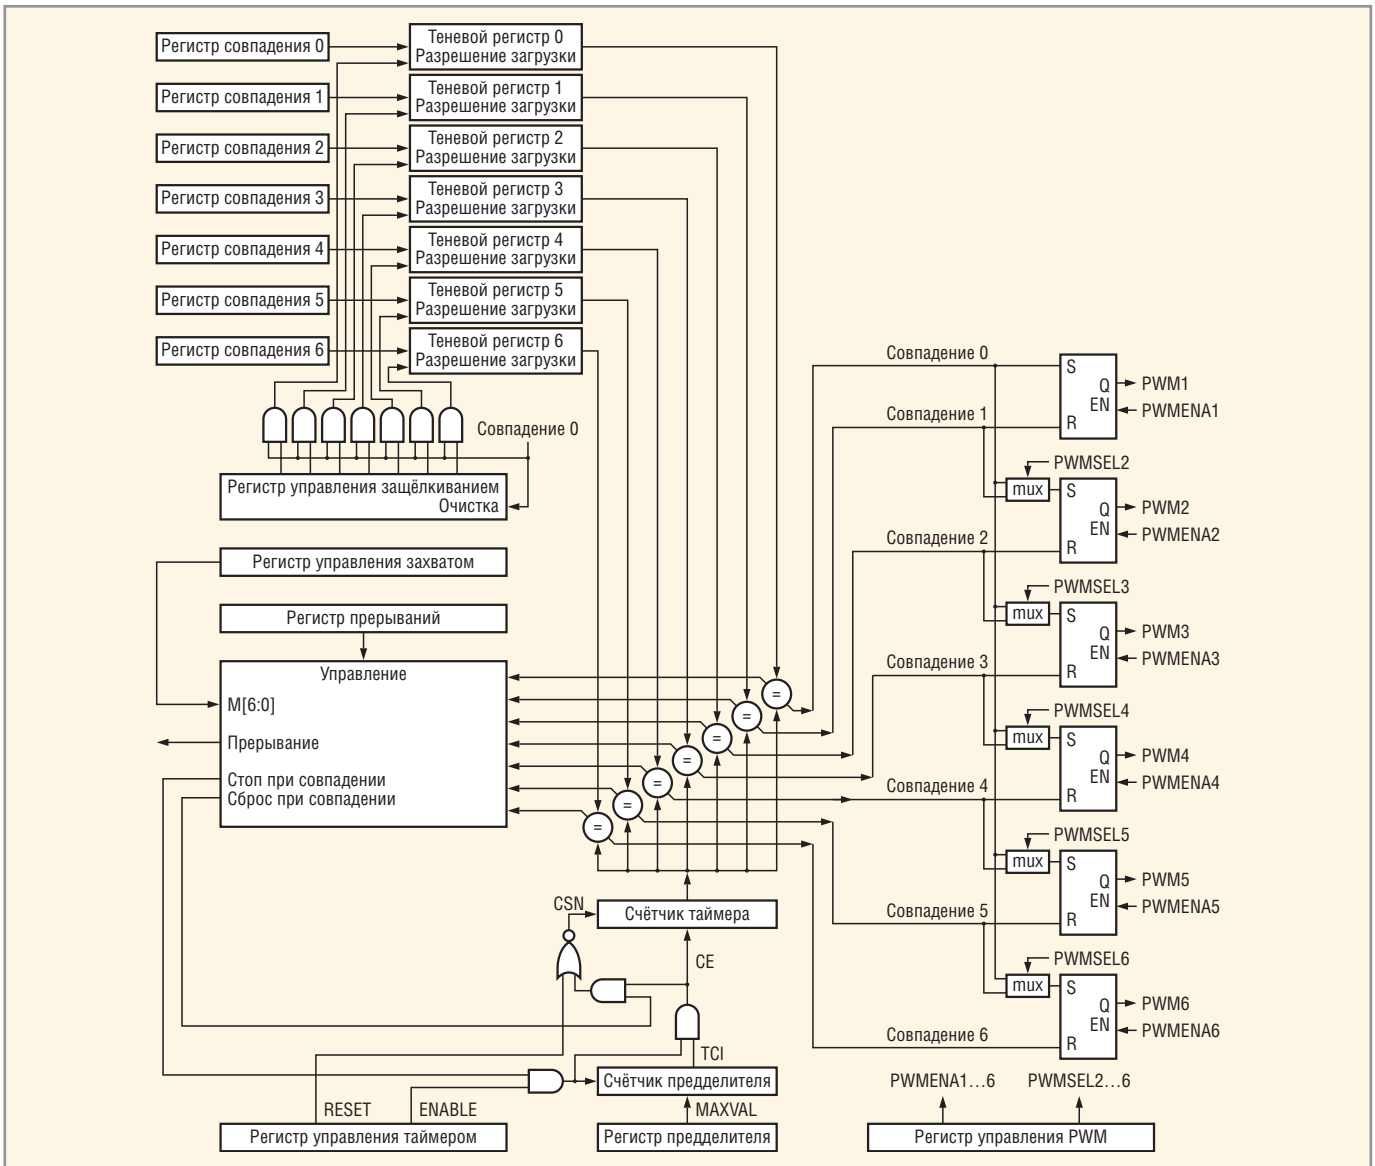 Регистр совпадения 0
Теневой регистр 0
Разрешение загрузки
Регистр совпадения 1
Теневой регистр 1
Разрешение загрузки
Регистр совпадения 2
Теневой регистр 2
Разрешение загрузки
Регистр совпадения 3
Теневой регистр 3
Разрешение загрузки
Регистр совпадения 4
Теневой регистр 4
Разрешение загрузки
Регистр совпадения 5
Теневой регистр 5
Разрешение загрузки
Регистр совпадения 6
Теневой регистр 6
Разрешение загрузки
Совпадение 0
Регистр управления защёлкиванием
Очистка
Регистр управления захватом
Регистр прерываний
Управление
M[6:0]
Прерывание
Стоп при совпадении
Сброс при совпадении
=
=
=
=
=
=
=
CSN
Счётчик таймера
CE
TCI
Счётчик предделителя
RESET
ENABLE
MAXVAL
Регистр управления таймером
Регистр предделителя
Совпадение 0
S
Q
EN
R
PWM1
PWMENA1
Совпадение 1
PWMSEL2
mux
S
Q
EN
R
PWM2
PWMENA2
Совпадение 2
PWMSEL3
mux
S
Q
EN
R
PWM3
PWMENA3
Совпадение 3
PWMSEL4
mux
S
Q
EN
R
PWM4
PWMENA4
Совпадение 4
PWMSEL5
mux
S
Q
EN
R
PWM5
PWMENA5
Совпадение 5
PWMSEL6
mux
S
Q
EN
R
PWM6
PWMENA6
Совпадение 6
PWMENA1...6
PWMSEL2...6
Регистр управления PWM